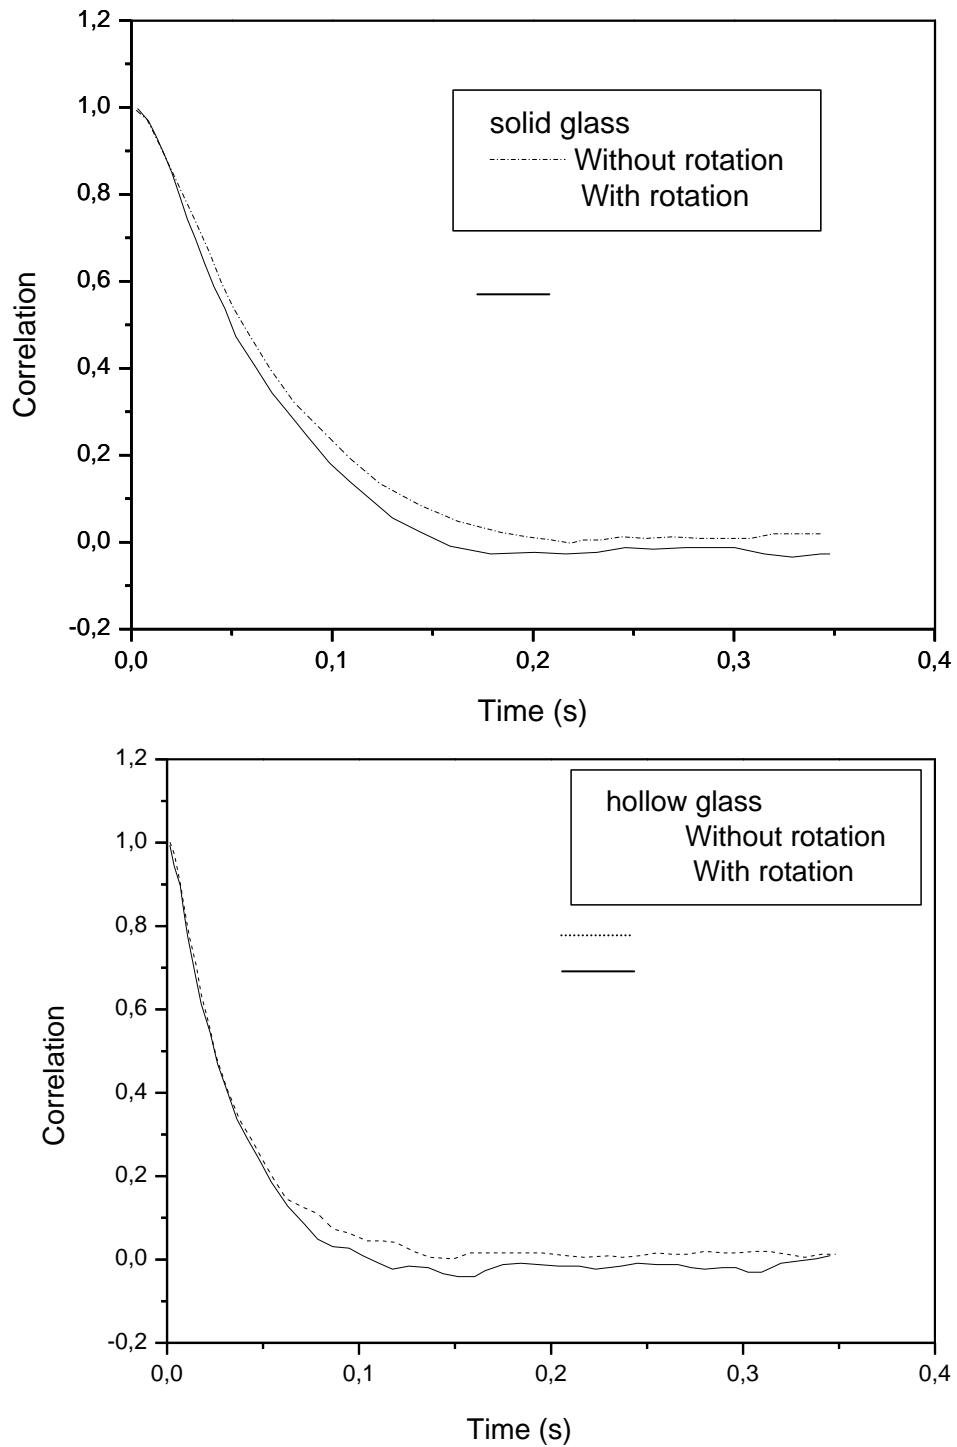 1,2
1,0
0,8
0,6
0,4
0,2
0,0
-0,2
Correlation
solid glass
Without rotation
With rotation
0,0 0,1 0,2 0,3 0,4
Time (s)
1,2
1,0
0,8
0,6
0,4
0,2
0,0
-0,2
Correlation
hollow glass
Without rotation
With rotation
0,0 0,1 0,2 0,3 0,4
Time (s)